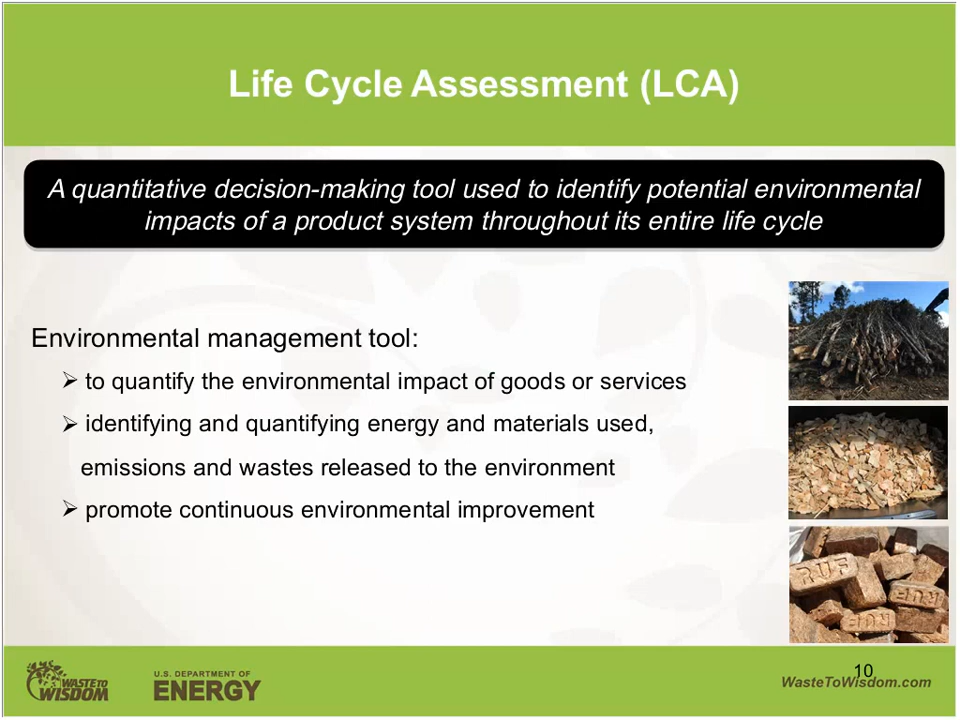 Life Cycle Assessment (LCA)
A quantitative decision-making tool used to identify potential environmental
impacts of a product system throughout its entire life cycle
Environmental management tool:
➢ to quantify the environmental impact of goods or services
➢ identifying and quantifying energy and materials used,
emissions and wastes released to the environment
➢ promote continuous environmental improvement
RUF
RUF
RUF
WASTE TO
WISDOM
U.S. DEPARTMENT OF
ENERGY
10
WasteToWisdom.com